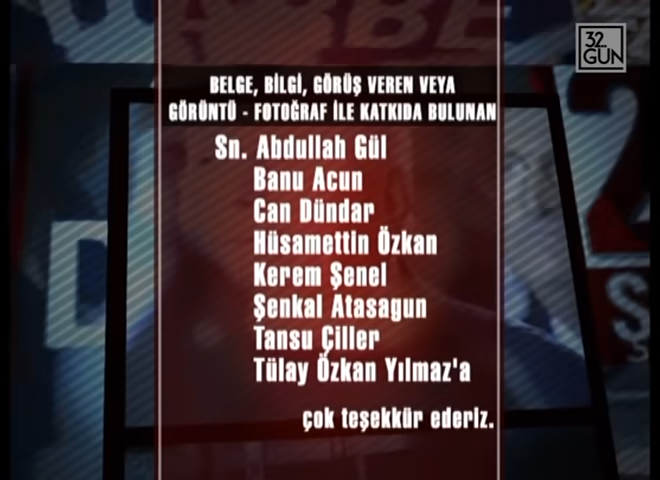 32.
GÜN
BELGE, BİLGİ, GÖRÜŞ VEREN VEYA
GÖRÜNTÜ - FOTOĞRAF İLE KATKIDA BULUNAN
Sn. Abdullah Gül
Banu Acun
Can Dündar
Hüsamettin Özkan
Kerem Şenel
Şenkal Atasagun
Tansu Çiller
Tülay Özkan Yılmaz'a
çok teşekkür ederiz.